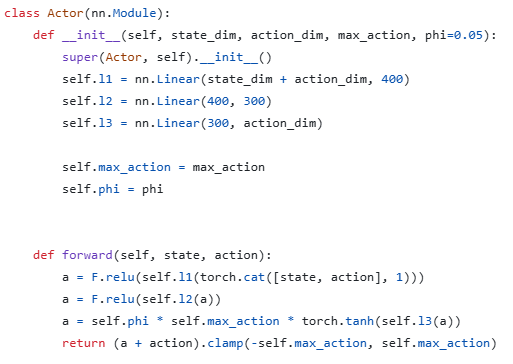 class Actor(nn.Module):
    def __init__(self, state_dim, action_dim, max_action, phi=0.05):
        super(Actor, self).__init__()
        self.l1 = nn.Linear(state_dim + action_dim, 400)
        self.l2 = nn.Linear(400, 300)
        self.l3 = nn.Linear(300, action_dim)

        self.max_action = max_action
        self.phi = phi


    def forward(self, state, action):
        a = F.relu(self.l1(torch.cat([state, action], 1)))
        a = F.relu(self.l2(a))
        a = self.phi * self.max_action * torch.tanh(self.l3(a))
        return (a + action).clamp(-self.max_action, self.max_action)